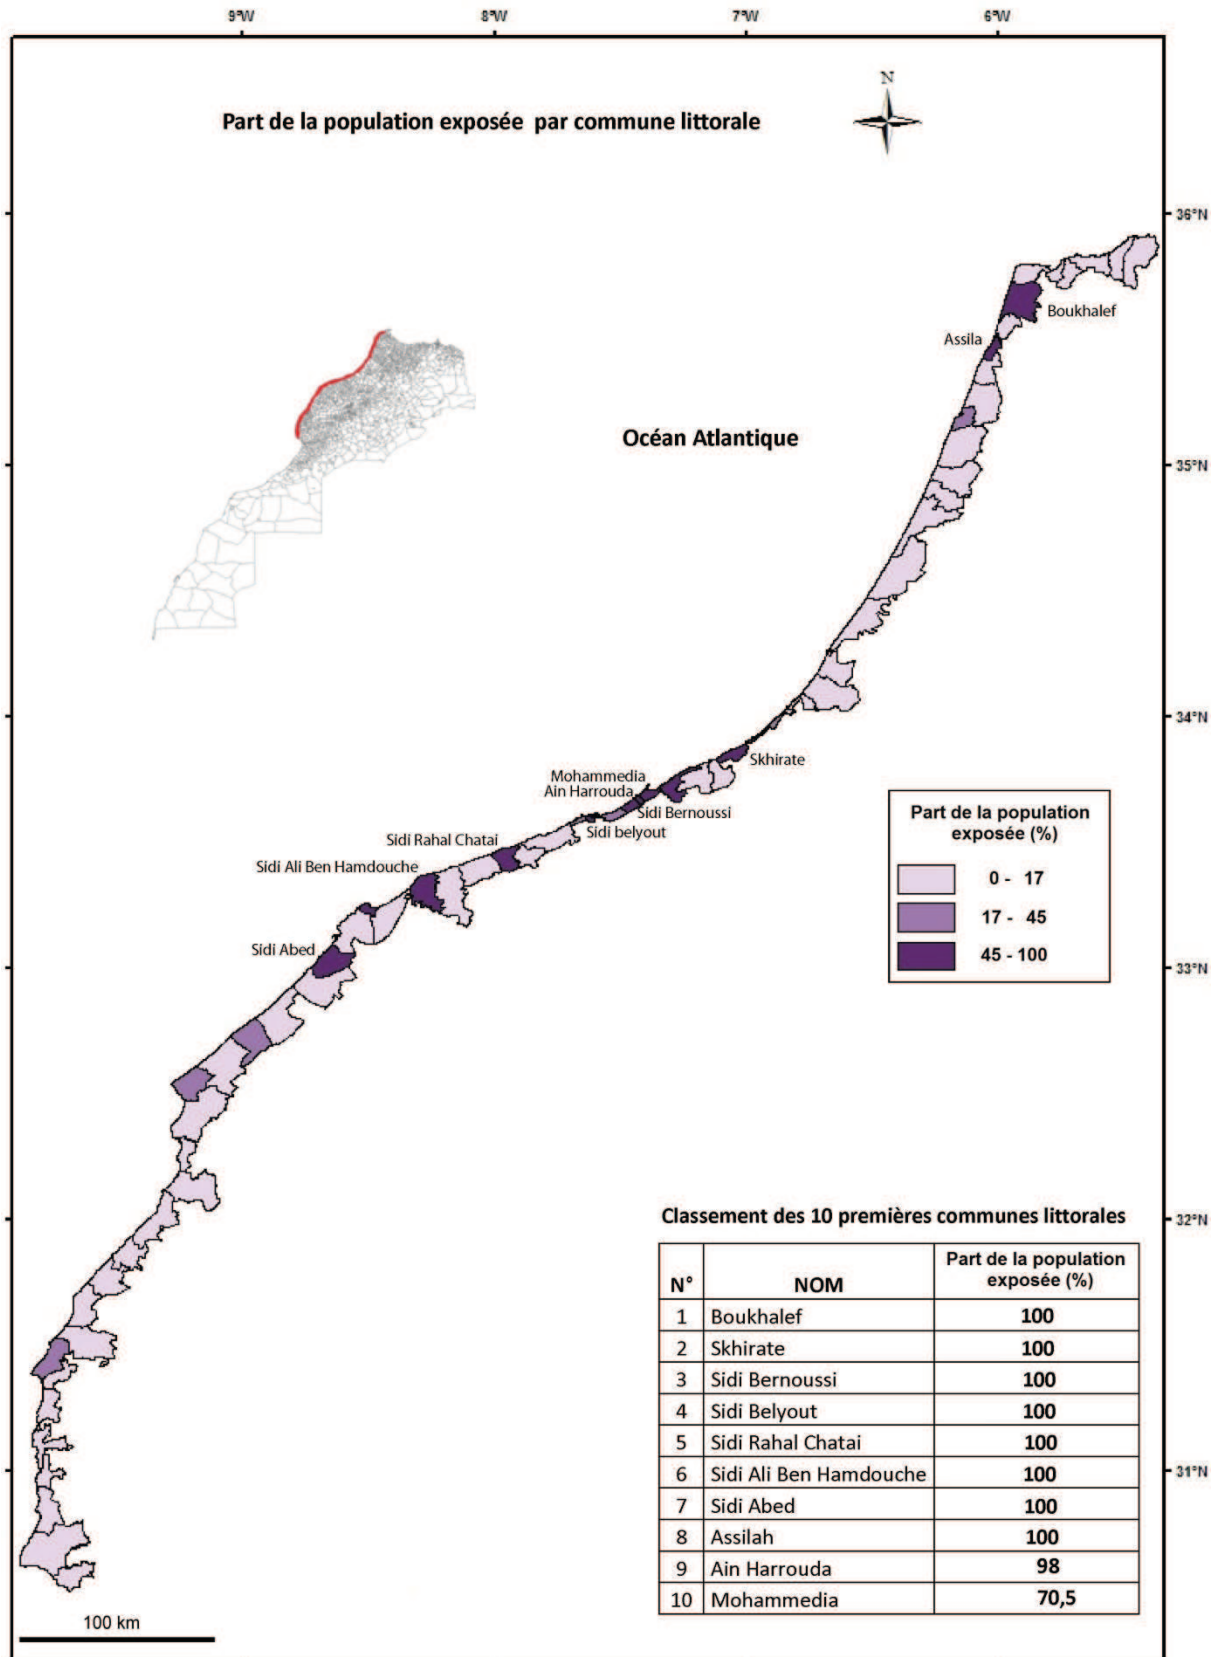 9°W 8°W 7°W 6°W
N
Part de la population exposée par commune littorale
36°N
Boukhalef
Assila
Océan Atlantique
35°N
34°N
Skhirate
Mohammedia
Ain Harrouda
Sidi Bernoussi
Sidi belyout
Sidi Rahal Chatai
Sidi Ali Ben Hamdouche
Sidi Abed
Part de la population
exposée (%)
0 - 17
17 - 45
45 - 100
33°N
32°N
Classement des 10 premières communes littorales
N° NOM Part de la population
exposée (%)
1 Boukhalef 100
2 Skhirate 100
3 Sidi Bernoussi 100
4 Sidi Belyout 100
5 Sidi Rahal Chatai 100
6 Sidi Ali Ben Hamdouche 100
7 Sidi Abed 100
8 Assilah 100
9 Ain Harrouda 98
10 Mohammedia 70,5
31°N
100 km